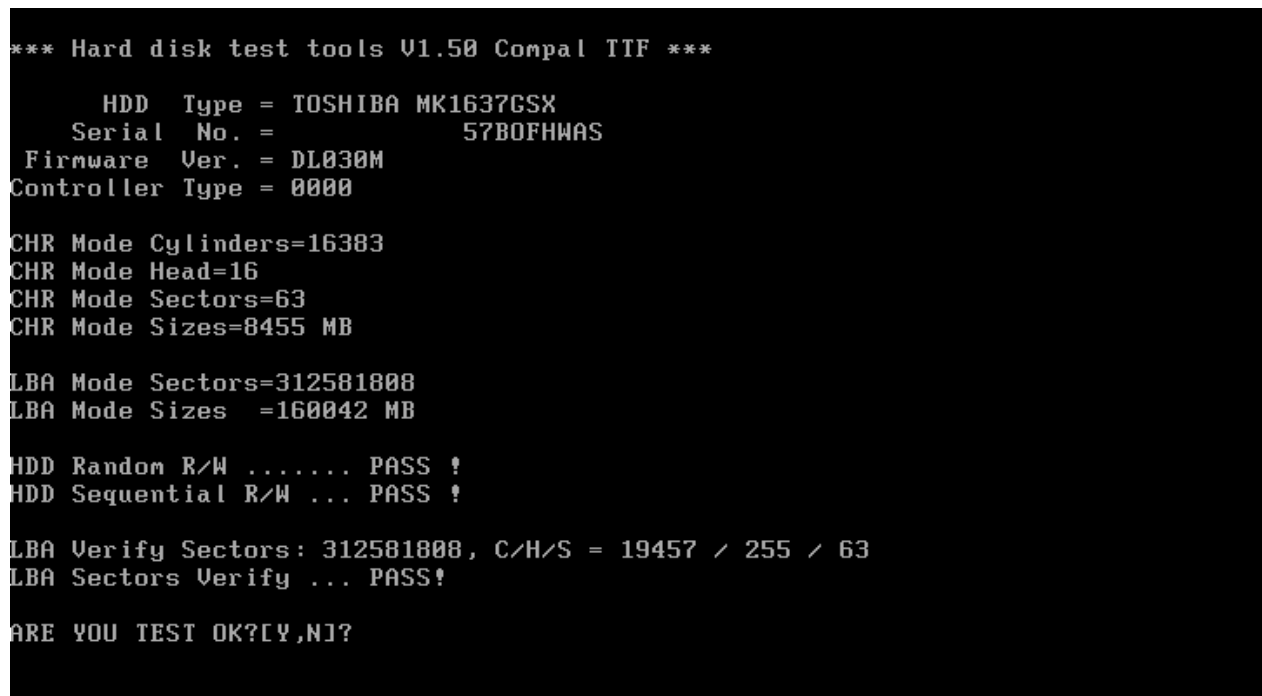 *** Hard disk test tools V1.50 Compal TTF ***
HDD Type = TOSHIBA MK1637GSX
Serial No. = 57BOFHWAS
Firmware Ver. = DL030M
Controller Type = 0000
CHR Mode Cylinders=16383
CHR Mode Head=16
CHR Mode Sectors=63
CHR Mode Sizes=8455 MB
LBA Mode Sectors=312581808
LBA Mode Sizes =160042 MB
HDD Random R/W ....... PASS !
HDD Sequential R/W ... PASS !
LBA Verify Sectors: 312581808, C/H/S = 19457 / 255 / 63
LBA Sectors Verify ... PASS!
ARE YOU TEST OK?[Y,N]?